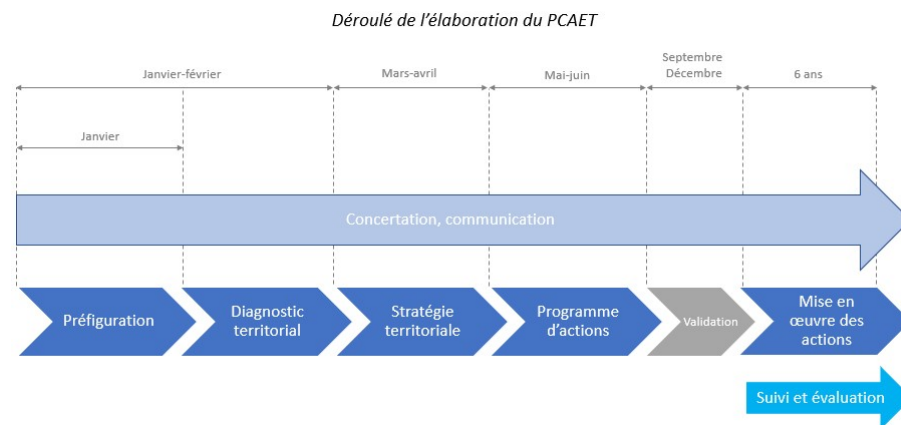 Déroulé de l’élaboration du PCAET
Janvier-février
Mars-avril
Mai-juin
Septembre
Décembre
6 ans
Janvier
Concertation, communication
Préfiguration
Diagnostic
territorial
Stratégie
territoriale
Programme
d’actions
Validation
Mise en
œuvre des
actions
Suivi et évaluation